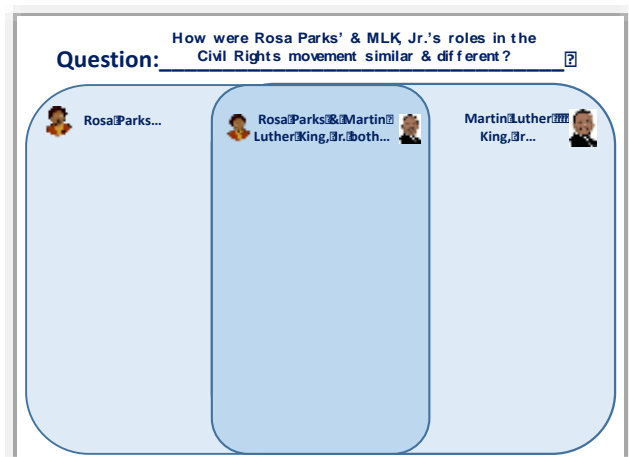 How were Rosa Parks' & MLK, Jr.'s roles in the
Question: Civil Rights movement similar & different?
Rosa Parks...
Rosa Parks & Martin
Luther King, Jr. both...
Martin Luther
King, Jr...